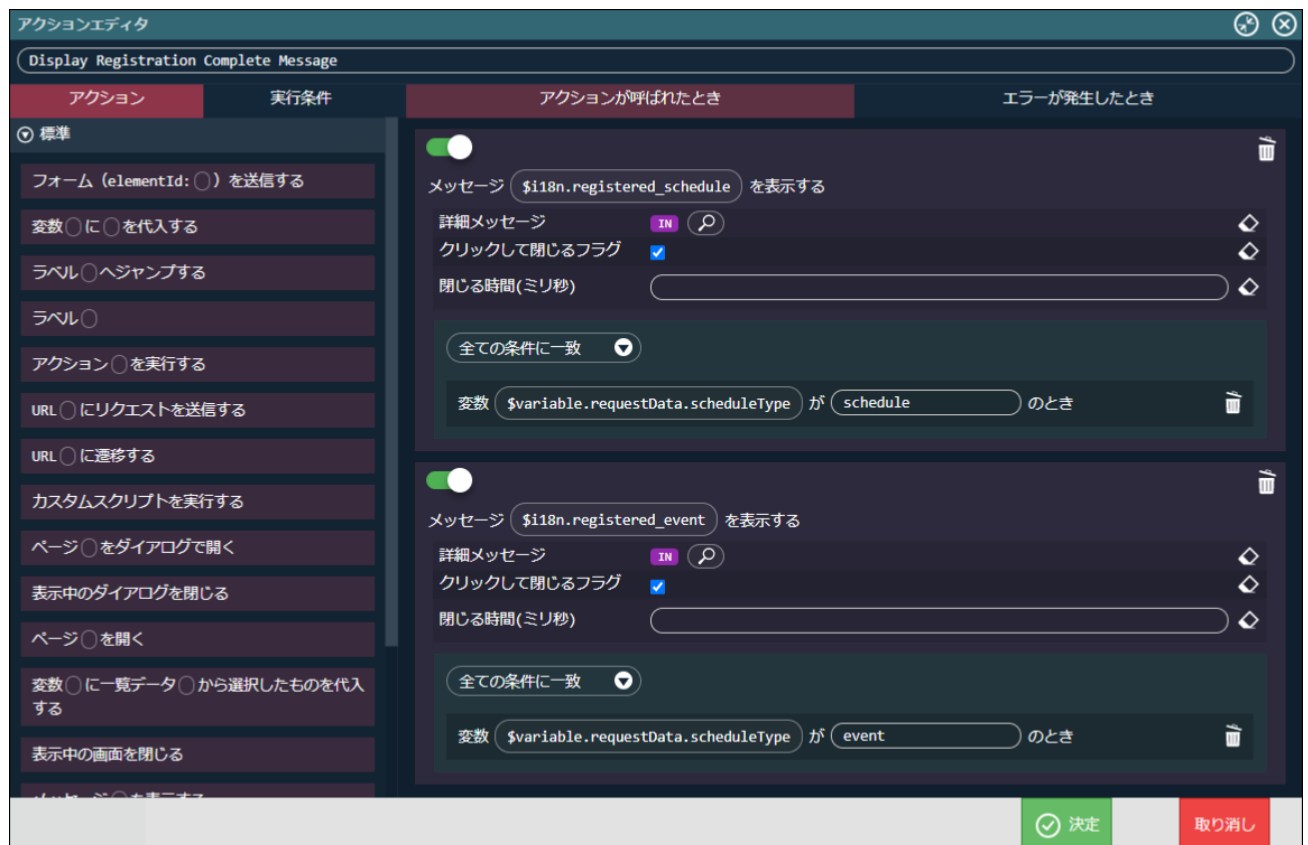 アクションエディタ
Display Registration Complete Message
アクション
実行条件
アクションが呼ばれたとき
エラーが発生したとき
標準
フォーム（elementId: ）を送信する
変数 に を代入する
ラベル へジャンプする
ラベル
アクション を実行する
URL にリクエストを送信する
URL に遷移する
カスタムスクリプトを実行する
ページ をダイアログで開く
表示中のダイアログを閉じる
ページ を開く
変数 に一覧データ から選択したものを代入
する
表示中の画面を閉じる
メッセージ $i18n.registered_schedule を表示する
詳細メッセージ IN
クリックして閉じるフラグ
閉じる時間(ミリ秒)
全ての条件に一致
変数 $variable.requestData.scheduleType が schedule のとき
メッセージ $i18n.registered_event を表示する
詳細メッセージ IN
クリックして閉じるフラグ
閉じる時間(ミリ秒)
全ての条件に一致
変数 $variable.requestData.scheduleType が event のとき
決定
取り消し